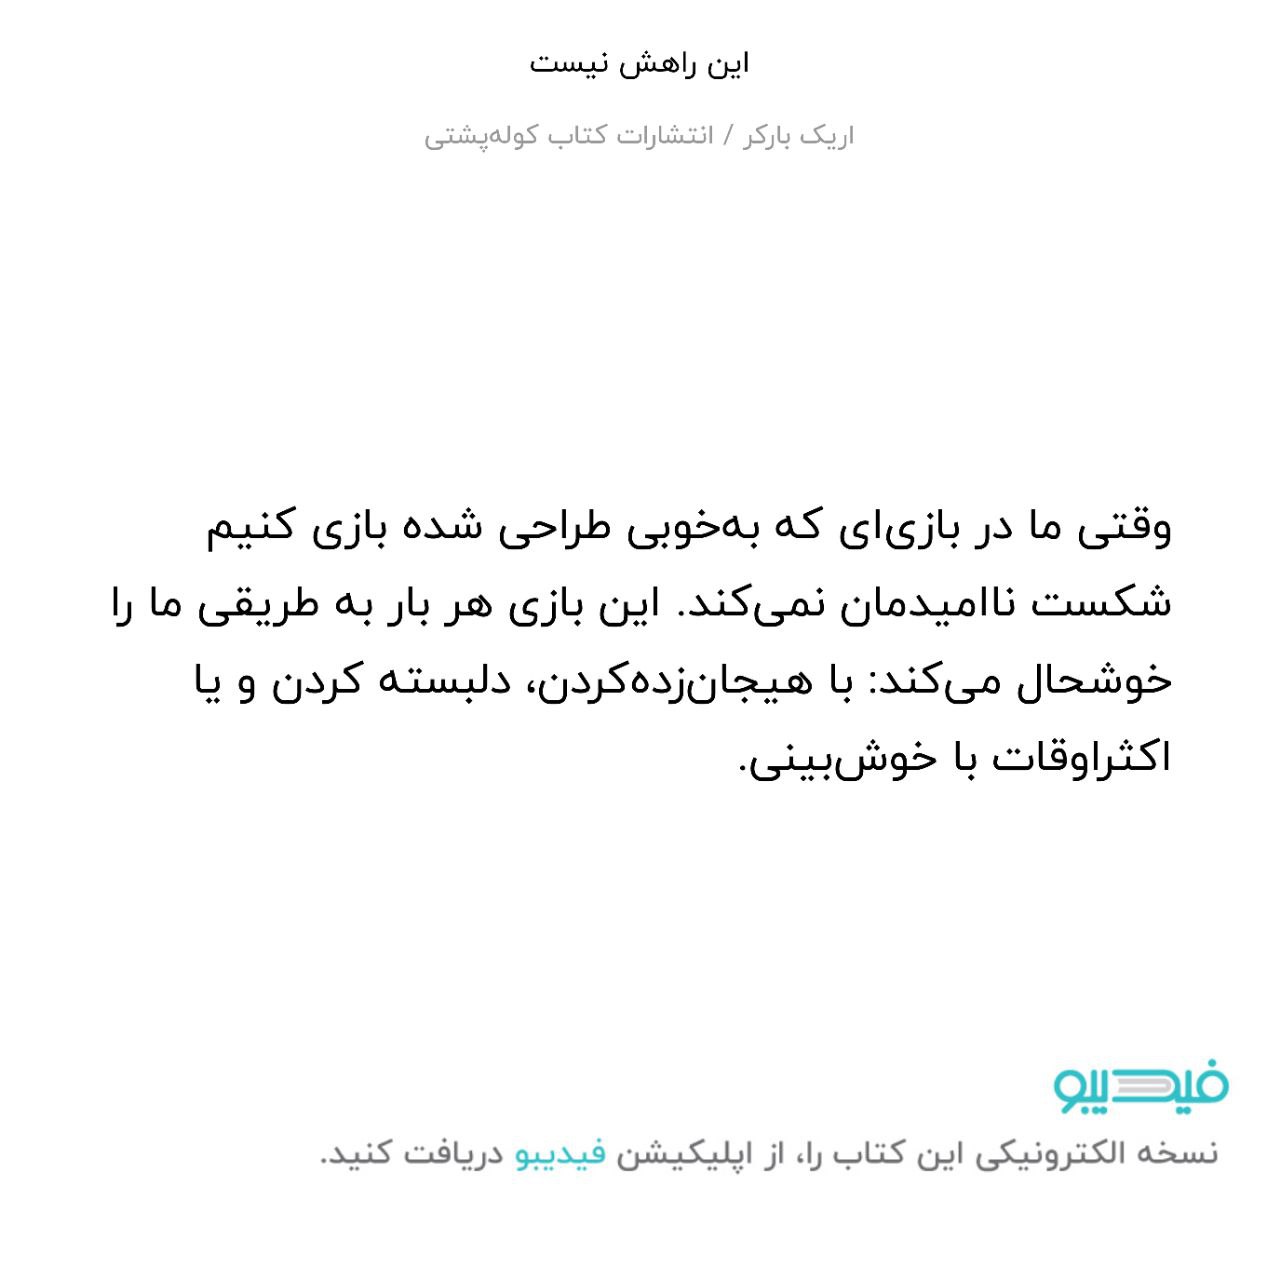 این راهش نیست
اریک بارکر / انتشارات کتاب کوله‌پشتی
وقتی ما در بازی‌ای که به‌خوبی طراحی شده بازی کنیم
شکست ناامیدمان نمی‌کند. این بازی هر بار به طریقی ما را
خوشحال می‌کند: با هیجان‌زده‌کردن، دلبسته کردن و یا
اکثراوقات با خوش‌بینی.
فیدیبو
نسخه الکترونیکی این کتاب را، از اپلیکیشن فیدیبو دریافت کنید.